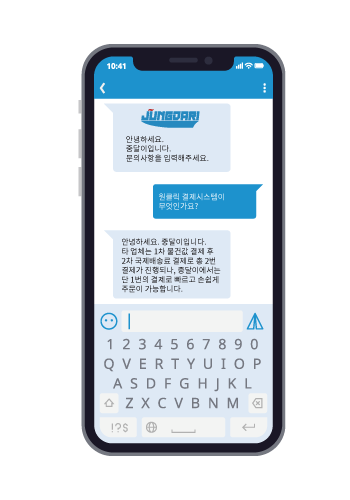 10:41
JUNGDARI
안녕하세요.
중달이입니다.
문의사항을 입력해주세요.
원클릭 결제시스템이
무엇인가요?
안녕하세요. 중달이입니다.
타 업체는 1차 물건값 결제 후
2차 국제배송료 결제로 총 2번
결제가 진행되나, 중달이에서는
단 1번의 결제로 빠르고 손쉽게
주문이 가능합니다.
1 2 3 4 5 6 7 8 9 0
Q W E R T Y U I O P
A S D F G H J K L
Z X C V B N M
!?S